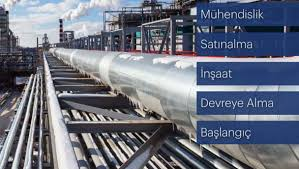 Mühendislik
Satınalma
İnşaat
Devreye Alma
Başlangıç